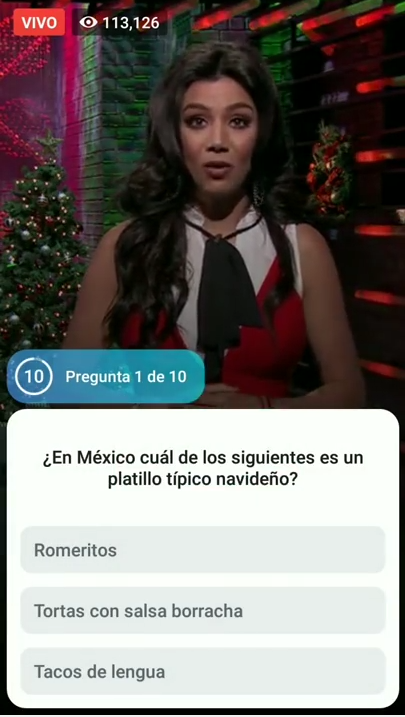 VIVO 113,126
10 Pregunta 1 de 10
¿En México cuál de los siguientes es un
platillo típico navideño?
Romeritos
Tortas con salsa borracha
Tacos de lengua